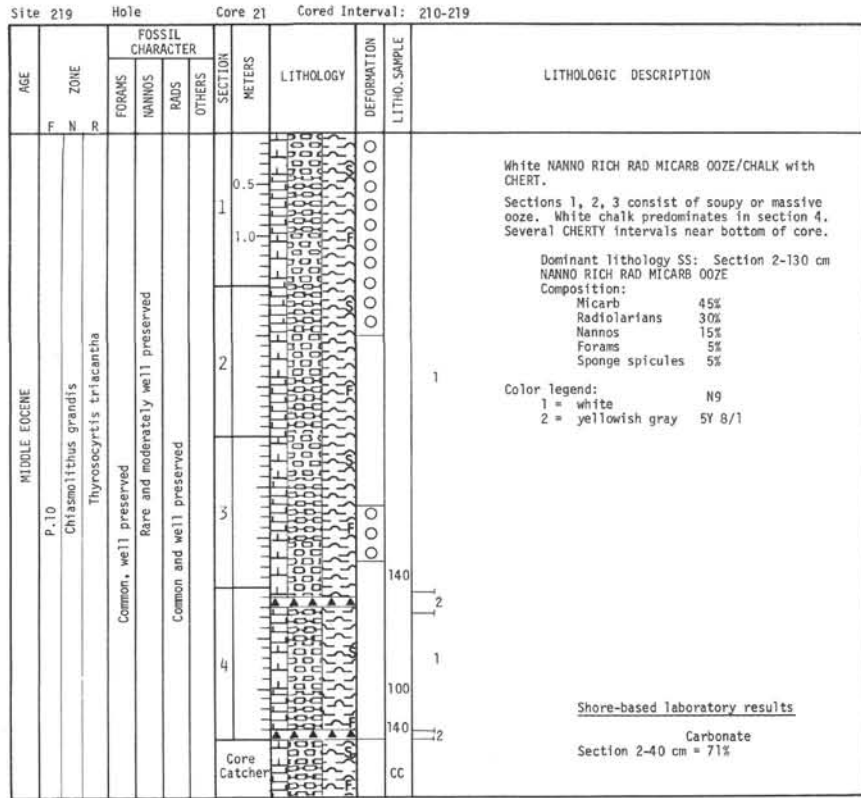 Site 219 Hole Core 21 Cored Interval: 210-219
AGE
ZONE
F N R
FOSSIL
CHARACTER
FORAMS
NANNOS
RADS
OTHERS
SECTION
METERS
LITHOLOGY
DEFORMATION
LITHO.SAMPLE
LITHOLOGIC DESCRIPTION
MIDDLE EOCENE
P.10
Chiasmolithus grandis
Thyrosocyrtis triacantha
Common, well preserved
Rare and moderately well preserved
Common and well preserved
0.5
1
1.0
2
3
4
Core
Catcher
140
100
140
CC
1
2
1
2
White NANNO RICH RAD MICARB OOZE/CHALK with
CHERT.
Sections 1, 2, 3 consist of soupy or massive
ooze. White chalk predominates in section 4.
Several CHERTY intervals near bottom of core.
Dominant lithology SS: Section 2-130 cm
NANNO RICH RAD MICARB OOZE
Composition:
Micarb 45%
Radiolarians 30%
Nannos 15%
Forams 5%
Sponge spicules 5%
Color legend:
1 = white N9
2 = yellowish gray 5Y 8/1
Shore-based laboratory results
Carbonate
Section 2-40 cm = 71%